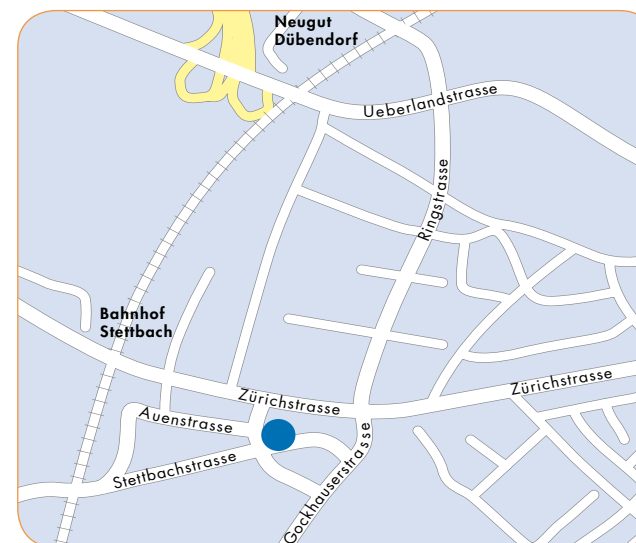 Neugut
Dübendorf
Ueberlandstrasse
Ringstrasse
Bahnhof
Stettbach
Zürichstrasse
Zürichstrasse
Auenstrasse
Stettbachstrasse
Gockhauserstrasse